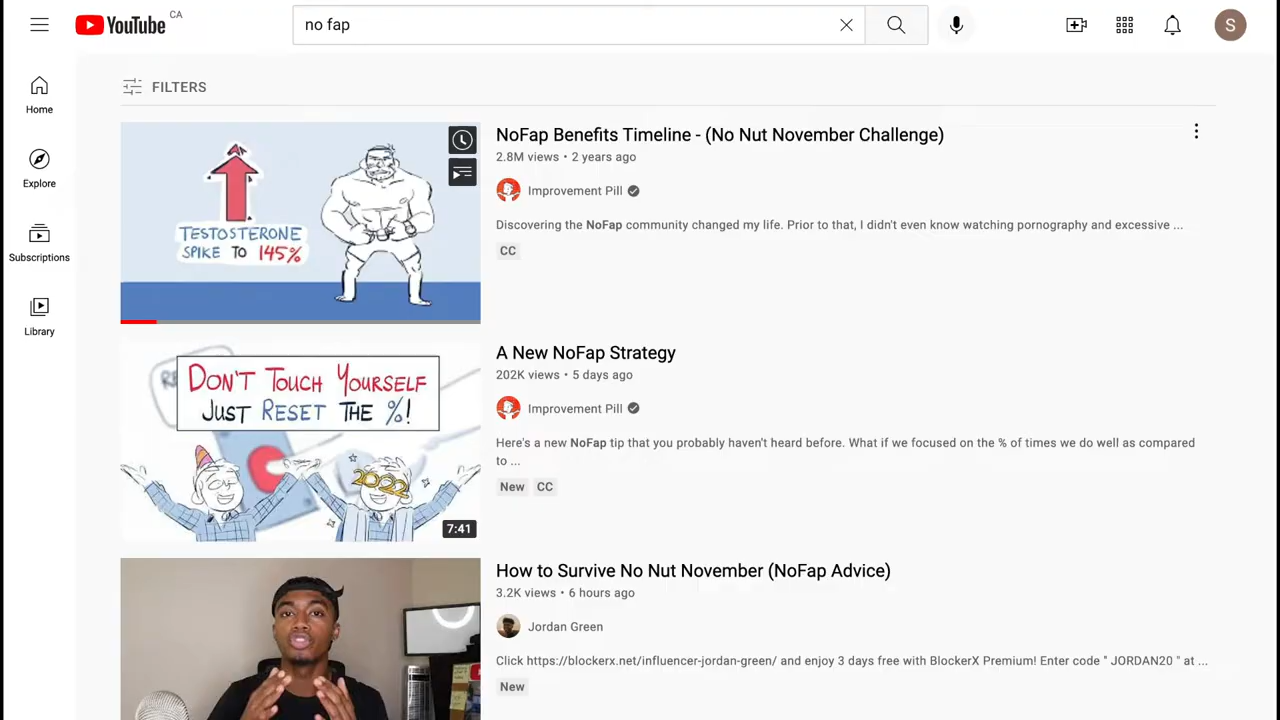 YouTube CA
no fap
S
FILTERS
Home
Explore
Subscriptions
Library
TESTOSTERONE
SPIKE TO 145%
NoFap Benefits Timeline - (No Nut November Challenge)
2.8M views • 2 years ago
Improvement Pill
Discovering the NoFap community changed my life. Prior to that, I didn't even know watching pornography and excessive ...
CC
DON'T TOUCH YOURSELF
JUST RESET THE %!
2022
7:41
A New NoFap Strategy
202K views • 5 days ago
Improvement Pill
Here's a new NoFap tip that you probably haven't heard before. What if we focused on the % of times we do well as compared
to ...
New CC
How to Survive No Nut November (NoFap Advice)
3.2K views • 6 hours ago
Jordan Green
Click https://blockerx.net/influencer-jordan-green/ and enjoy 3 days free with BlockerX Premium! Enter code " JORDAN20 " at ...
New